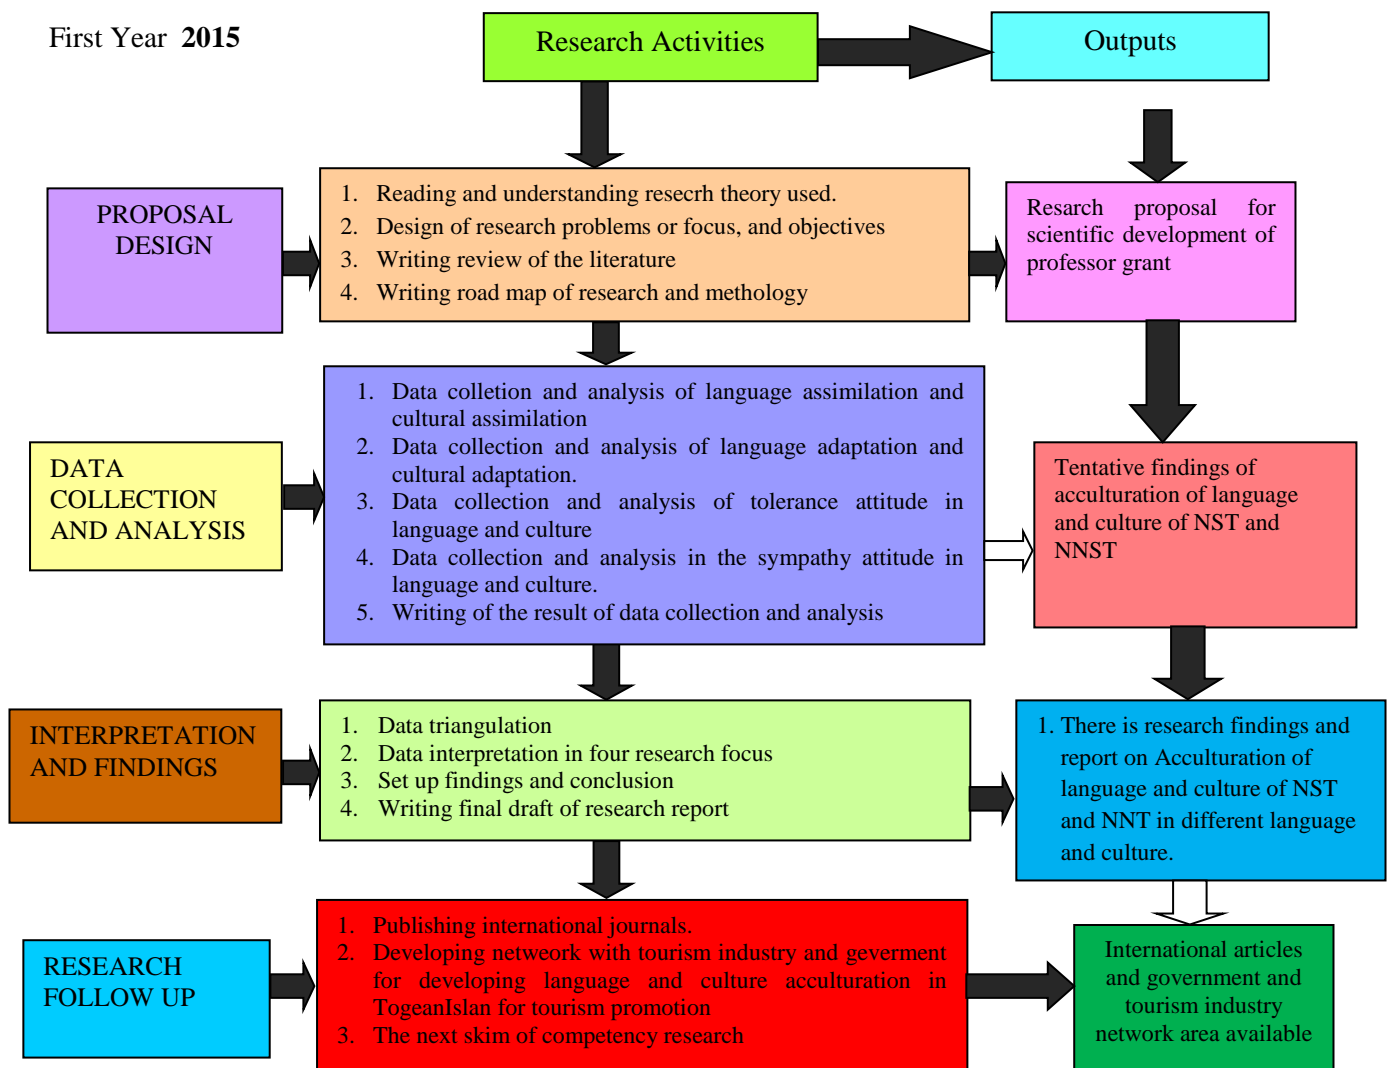 First Year 2015
Research Activities
Outputs
PROPOSAL
DESIGN
1. Reading and understanding resecrh theory used.
2. Design of research problems or focus, and objectives
3. Writing review of the literature
4. Writing road map of research and methology
Resarch proposal for
scientific development of
professor grant
DATA
COLLECTION
AND ANALYSIS
1. Data colletion and analysis of language assimilation and
cultural assimilation
2. Data collection and analysis of language adaptation and
cultural adaptation.
3. Data collection and analysis of tolerance attitude in
language and culture
4. Data collection and analysis in the sympathy attitude in
language and culture.
5. Writing of the result of data collection and analysis
Tentative findings of
acculturation of language
and culture of NST and
NNST
INTERPRETATION
AND FINDINGS
1. Data triangulation
2. Data interpretation in four research focus
3. Set up findings and conclusion
4. Writing final draft of research report
1. There is research findings and
report on Acculturation of
language and culture of NST
and NNT in different language
and culture.
RESEARCH
FOLLOW UP
1. Publishing international journals.
2. Developing netweork with tourism industry and geverment
for developing language and culture acculturation in
TogeanIslan for tourism promotion
3. The next skim of competency research
International articles
and government and
tourism industry
network area available